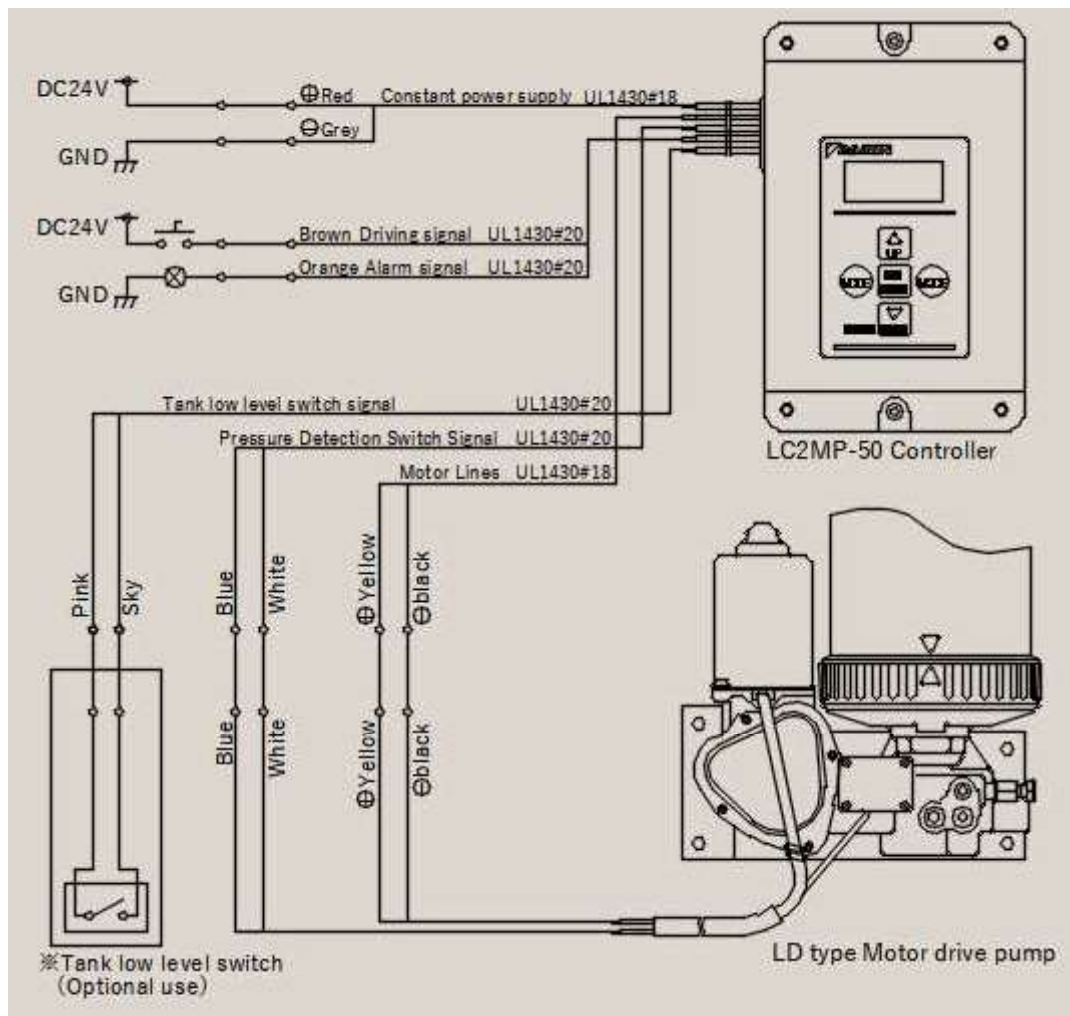 DC24V
⊕Red Constant power supply UL1430#18
⊖Grey
GND
DC24V
Brown Driving signal UL1430#20
Orange Alarm signal UL1430#20
GND
UP
Tank low level switch signal UL1430#20
Pressure Detection Switch Signal UL1430#20
Motor Lines UL1430#18
LC2MP-50 Controller
Pink
Sky
Blue
White
⊕Yellow
⊖black
Blue
White
⊕Yellow
⊖black
※Tank low level switch
(Optional use)
LD type Motor drive pump